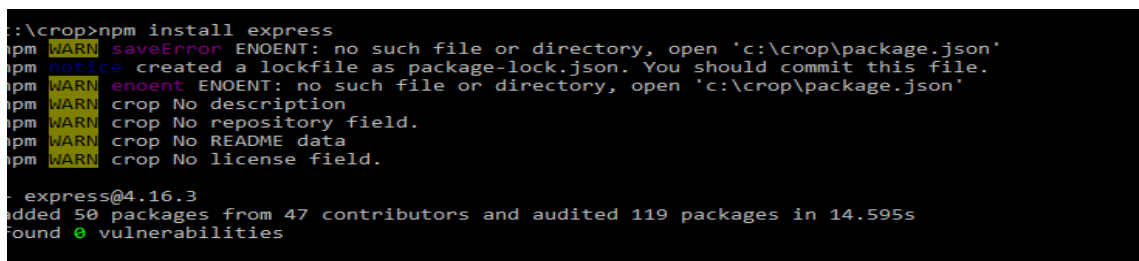 :\crop>npm install express
npm WARN saveError ENOENT: no such file or directory, open 'c:\crop\package.json'
npm notice created a lockfile as package-lock.json. You should commit this file.
npm WARN enoent ENOENT: no such file or directory, open 'c:\crop\package.json'
npm WARN crop No description
npm WARN crop No repository field.
npm WARN crop No README data
npm WARN crop No license field.
express@4.16.3
added 50 packages from 47 contributors and audited 119 packages in 14.595s
found 0 vulnerabilities